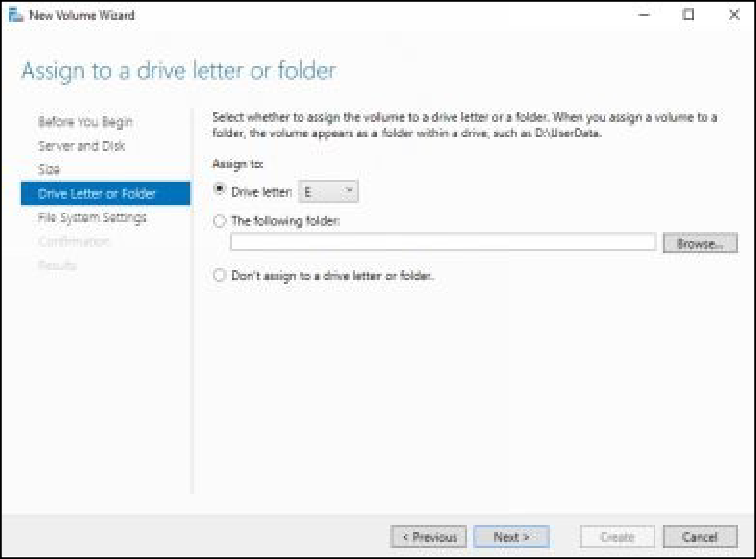 New Volume Wizard
Assign to a drive letter or folder
Before You Begin
Server and Disk
Size
Drive Letter or Folder
File System Settings
Confirmation
Results
Select whether to assign the volume to a drive letter or a folder. When you assign a volume to a
folder, the volume appears as a folder within a drive, such as D:\UserData.
Assign to:
Drive letter: E
The following folder:
Browse...
Don't assign to a drive letter or folder.
< Previous
Next >
Create
Cancel